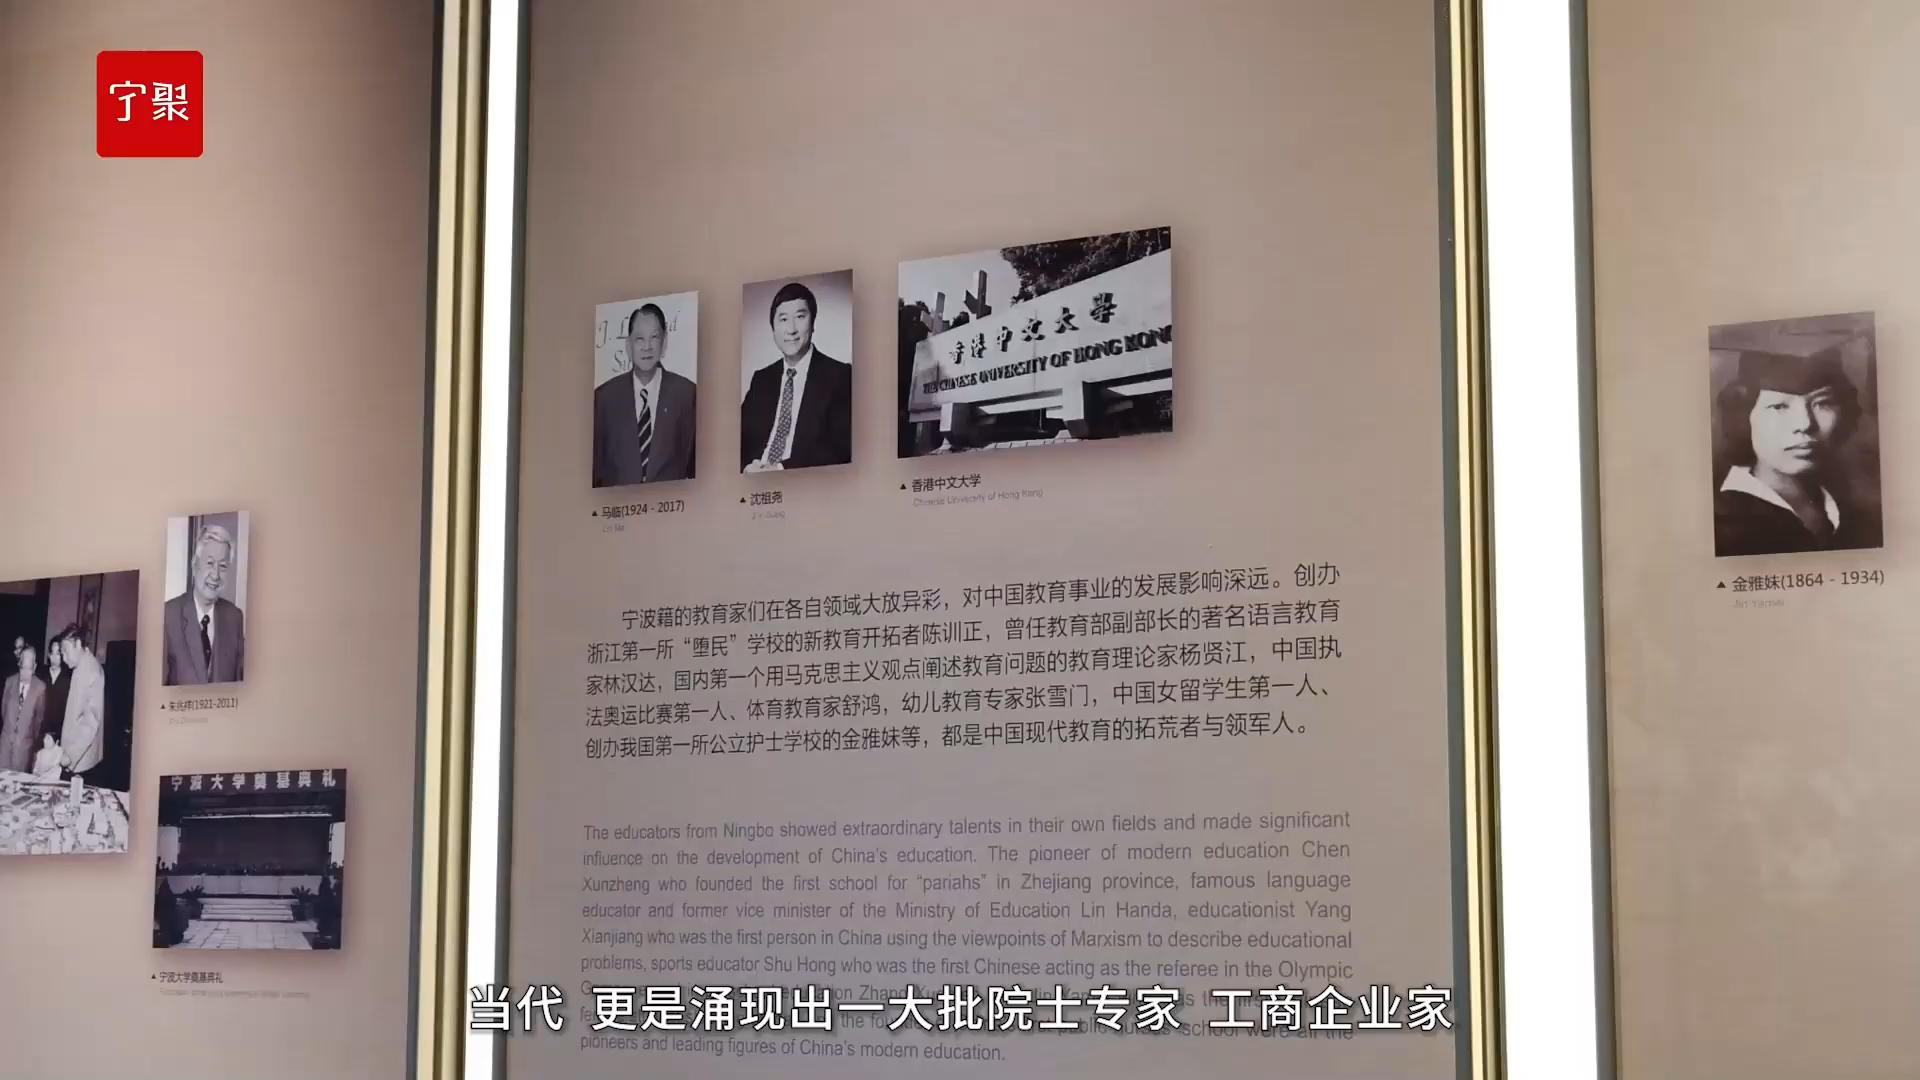 宁聚
香港中文大學
THE CHINESE UNIVERSITY OF HONG KONG
▲ 马临(1924 - 2017)
Lin Ma
▲ 沈祖尧
▲ 香港中文大学
Chinese University of Hong Kong
▲ 金雅妹(1864 - 1934)
Jin Yamei
▲ 朱兆祥(1921-2011)
宁波大学奠基典礼
▲ 宁波大学奠基典礼
宁波籍的教育家们在各自领域大放异彩，对中国教育事业的发展影响深远。创办
浙江第一所“堕民”学校的新教育开拓者陈训正，曾任教育部副部长的著名语言教育
家林汉达，国内第一个用马克思主义观点阐述教育问题的教育理论家杨贤江，中国执
法奥运比赛第一人、体育教育家舒鸿，幼儿教育专家张雪门，中国女留学生第一人、
创办我国第一所公立护士学校的金雅妹等，都是中国现代教育的拓荒者与领军人。
The educators from Ningbo showed extraordinary talents in their own fields and made significant
influence on the development of China's education. The pioneer of modern education Chen
Xunzheng who founded the first school for “pariahs” in Zhejiang province, famous language
educator and former vice minister of the Ministry of Education Lin Handa, educationist Yang
Xianjiang who was the first person in China using the viewpoints of Marxism to describe educational
problems, sports educator Shu Hong who was the first Chinese acting as the referee in the Olympic
pioneers and leading figures of China's modern education.
当代 更是涌现出一大批院士专家 工商企业家